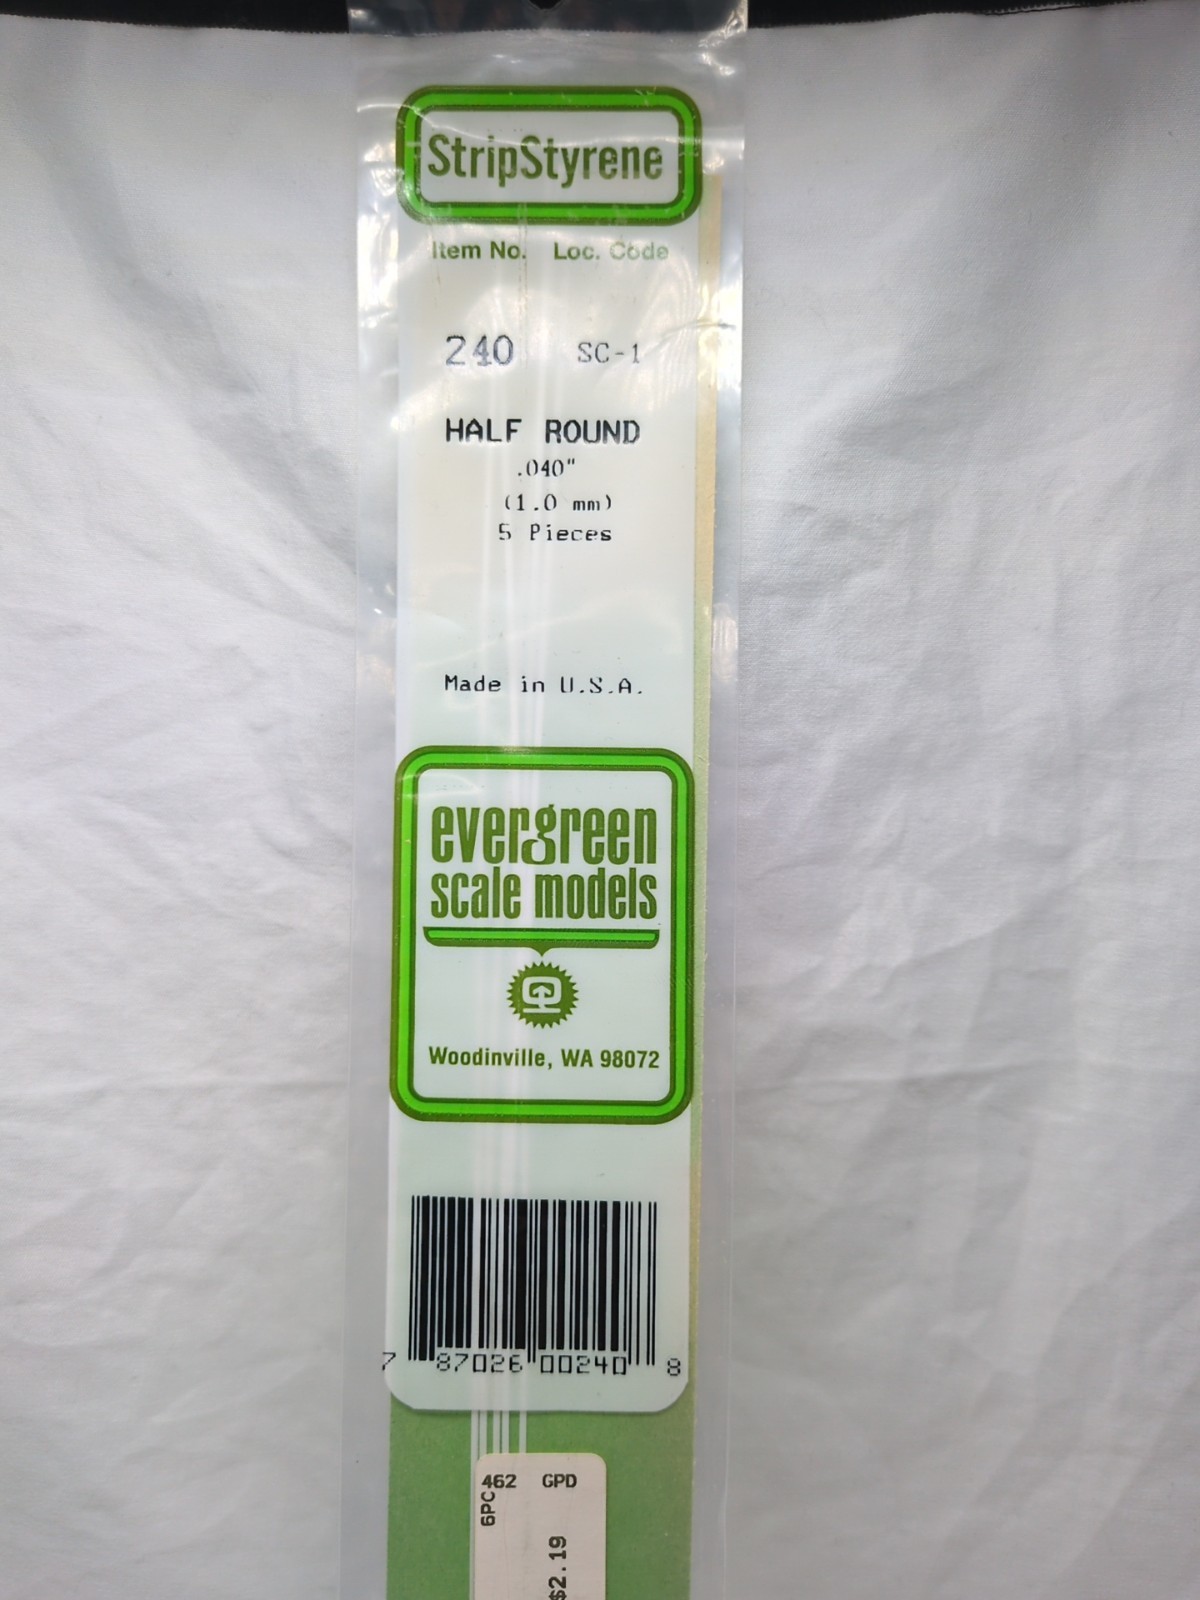 StripStyrene
Item No. Loc. Code
240 SC-1
HALF ROUND
.040"
(1.0 mm)
5 Pieces
Made in U.S.A.
evergreen
scale models
Woodinville, WA 98072
7 87026 00240 8
462 GPD
6PC
$2.19